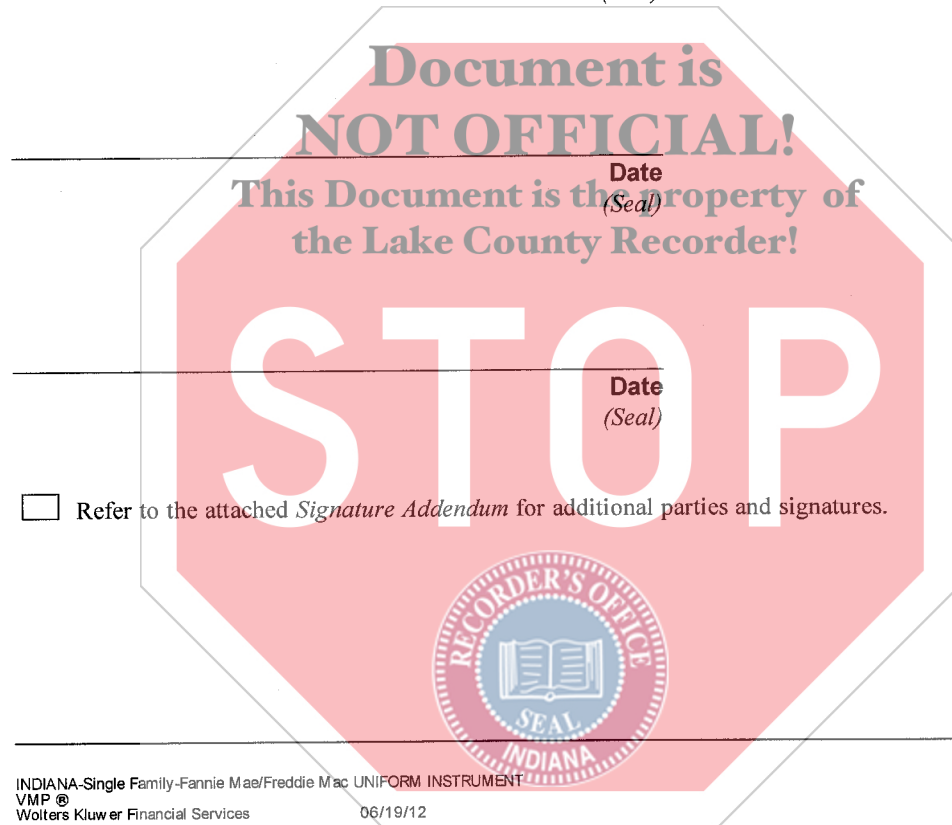 Document is
NOT OFFICIAL!
Date
This Document is the property of
(Seal)
the Lake County Recorder!
STOP
Date
(Seal)
Refer to the attached Signature Addendum for additional parties and signatures.
RECORDER'S OFFICE
SEAL
INDIANA
INDIANA-Single Family-Fannie Mae/Freddie Mac UNIFORM INSTRUMENT
VMP ®
Wolters Kluwer Financial Services 06/19/12